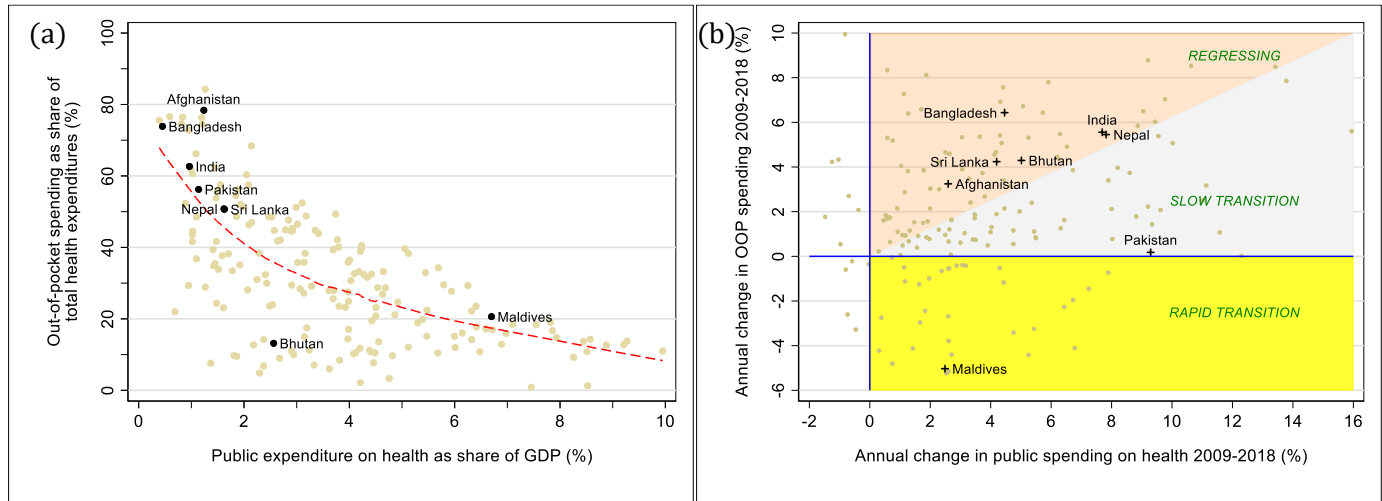 (a)
Out-of-pocket spending as share of
total health expenditures (%)
100
80
60
40
20
0
Afghanistan
Bangladesh
India
Pakistan
Nepal
Sri Lanka
Maldives
Bhutan
0
2
4
6
8
10
Public expenditure on health as share of GDP (%)
(b)
Annual change in OOP spending 2009-2018 (%)
10
8
6
4
2
0
-2
-4
-6
REGRESSING
Bangladesh
India
Nepal
Sri Lanka
Bhutan
Afghanistan
SLOW TRANSITION
Pakistan
RAPID TRANSITION
Maldives
-2
0
2
4
6
8
10
12
14
16
Annual change in public spending on health 2009-2018 (%)